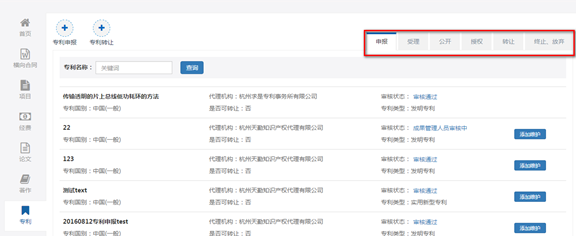 首页
横向合同
项目
经费
论文
著作
专利
专利申报 专利转让
申报 受理 公开 授权 转让 终止、放弃
专利名称： 关键词 查询
传输透明的片上总线低功耗环的方法 代理机构：杭州求是专利事务所有限公司 审核状态：审核通过
专利国别：中国(一般) 是否可转让：否 专利类型：发明专利
22 代理机构：杭州天勤知识产权代理有限公司 审核状态：成果管理人员审核中
专利国别：中国(一般) 是否可转让：否 专利类型：发明专利 添加维护
123 代理机构：杭州天勤知识产权代理有限公司 审核状态：审核通过
专利国别：中国(一般) 是否可转让：否 专利类型：发明专利 添加维护
测试text 代理机构：杭州天勤知识产权代理有限公司 审核状态：审核通过
专利国别：中国(一般) 是否可转让：否 专利类型：实用新型专利 添加维护
20160812专利申报test 代理机构：杭州天勤知识产权代理有限公司 审核状态：审核通过
专利国别：中国(一般) 是否可转让：否 专利类型：发明专利 添加维护